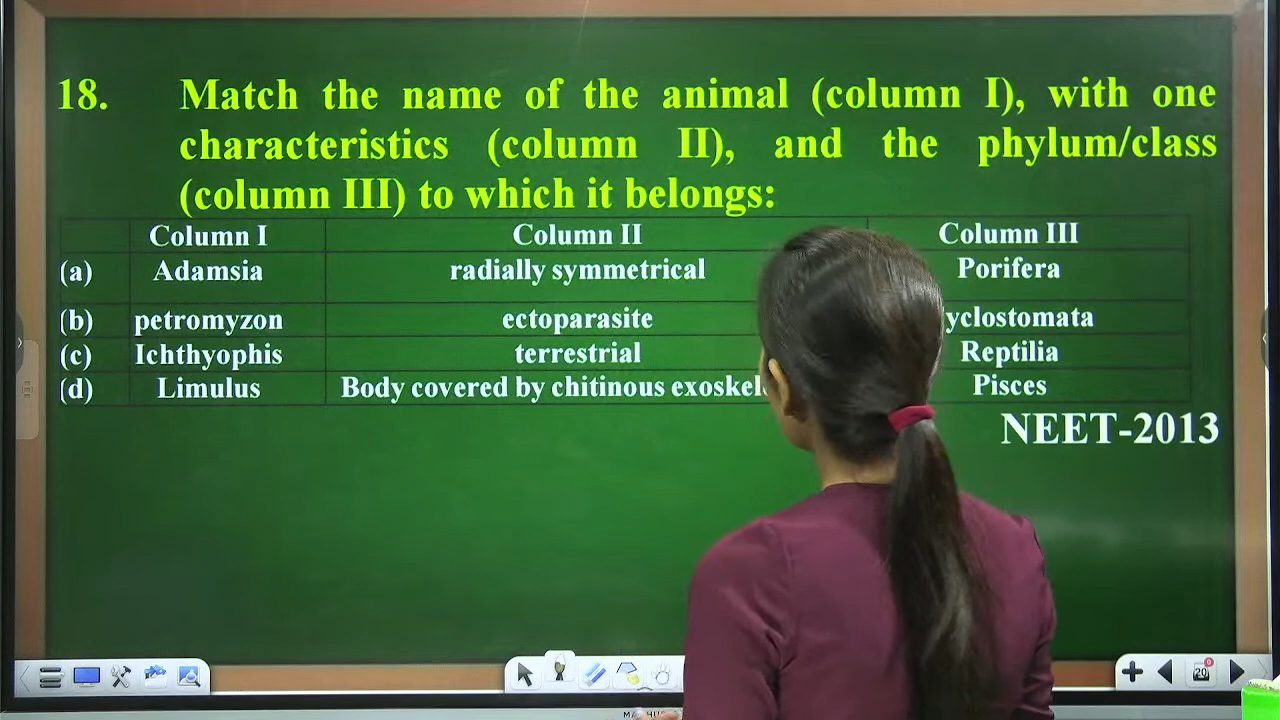 18. Match the name of the animal (column I), with one
characteristics (column II), and the phylum/class
(column III) to which it belongs:
Column I Column II Column III
(a) Adamsia radially symmetrical Porifera
(b) petromyzon ectoparasite yclostomata
(c) Ichthyophis terrestrial Reptilia
(d) Limulus Body covered by chitinous exoskel Pisces
NEET-2013